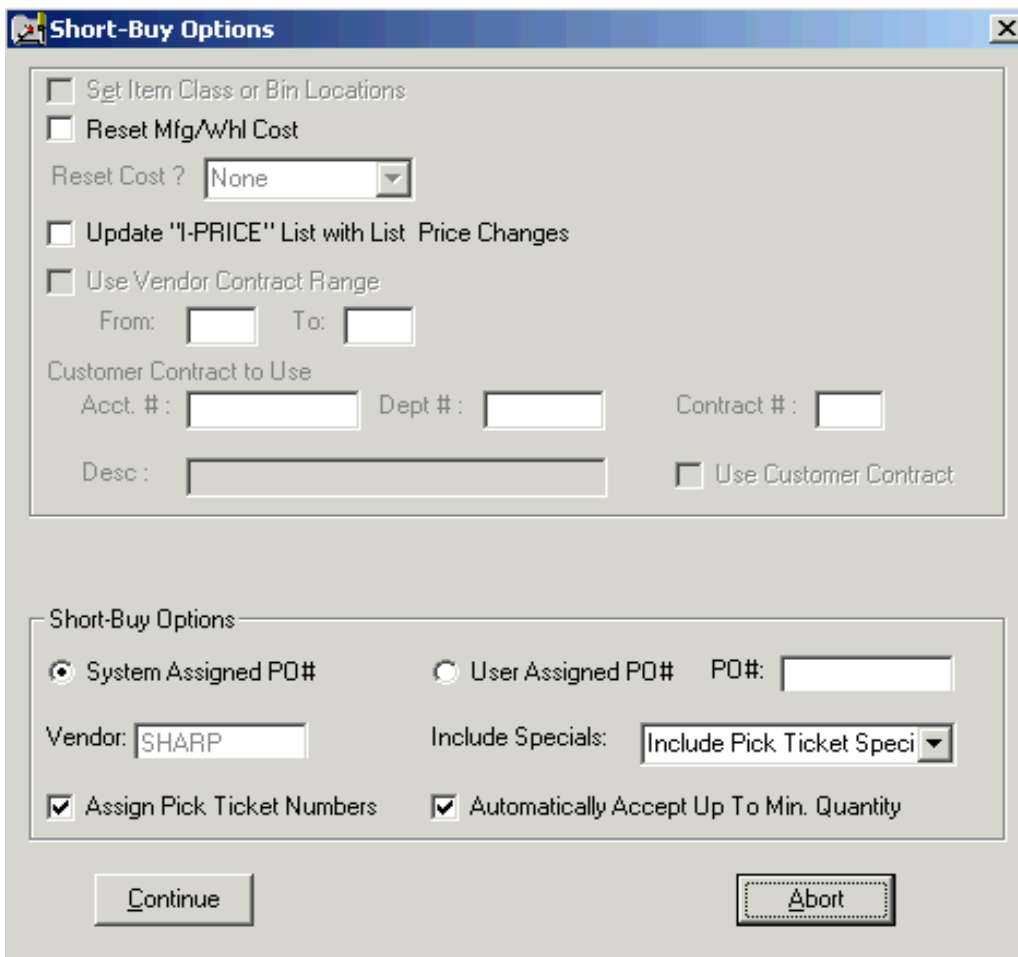 Short-Buy Options
Set Item Class or Bin Locations
Reset Mfg/Whl Cost
Reset Cost ? None
Update "I-PRICE" List with List Price Changes
Use Vendor Contract Range
From: To:
Customer Contract to Use
Acct. # : Dept # : Contract # :
Desc : Use Customer Contract
Short-Buy Options
System Assigned PO# User Assigned PO# PO#:
Vendor: SHARP Include Specials: Include Pick Ticket Speci
Assign Pick Ticket Numbers Automatically Accept Up To Min. Quantity
Continue Abort